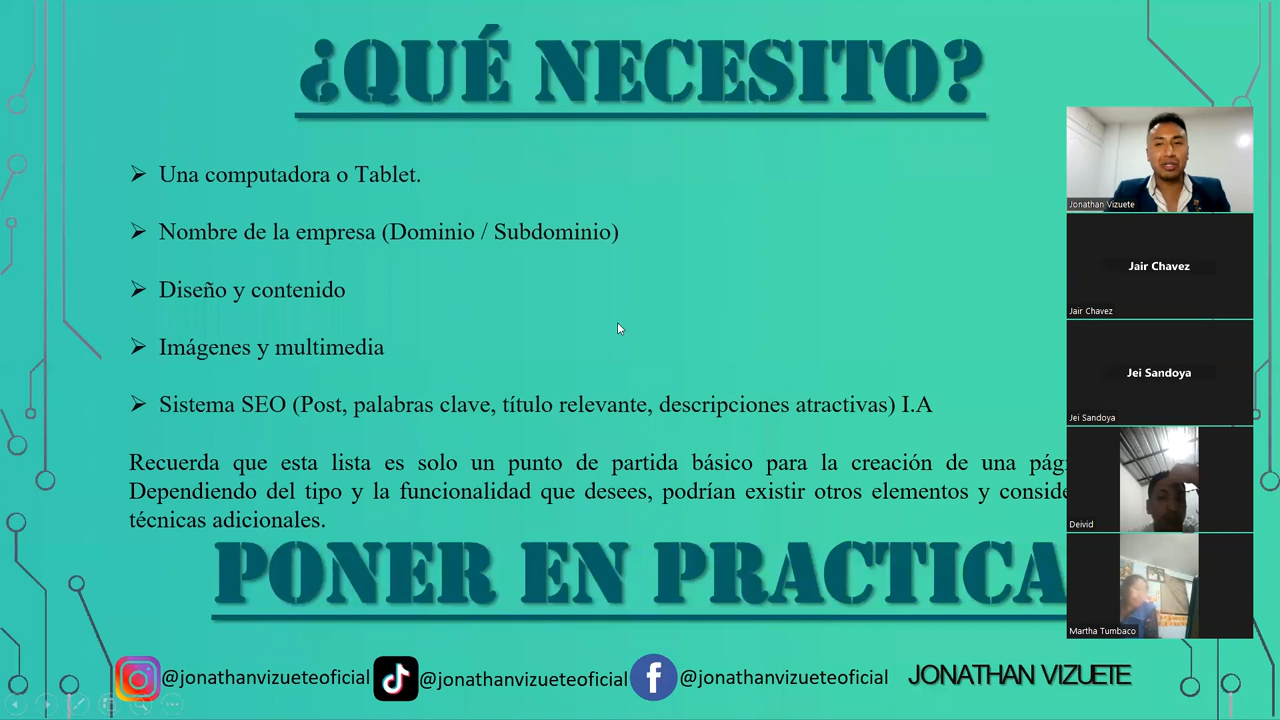 ¿QUÉ NECESITO?
Una computadora o Tablet.
Nombre de la empresa (Dominio / Subdominio)
Diseño y contenido
Imágenes y multimedia
Sistema SEO (Post, palabras clave, título relevante, descripciones atractivas) I.A
Recuerda que esta lista es solo un punto de partida básico para la creación de una
Dependiendo del tipo y la funcionalidad que desees, podrían existir otros elementos y
técnicas adicionales.
PONER EN PRACTICA
@jonathanvizueteoficial @jonathanvizueteoficial @jonathanvizueteoficial JONATHAN VIZUETE
Jonathan Vizuete
Jair Chavez
Jair Chavez
Jei Sandoya
Jei Sandoya
Deivid
Martha Tumbaco